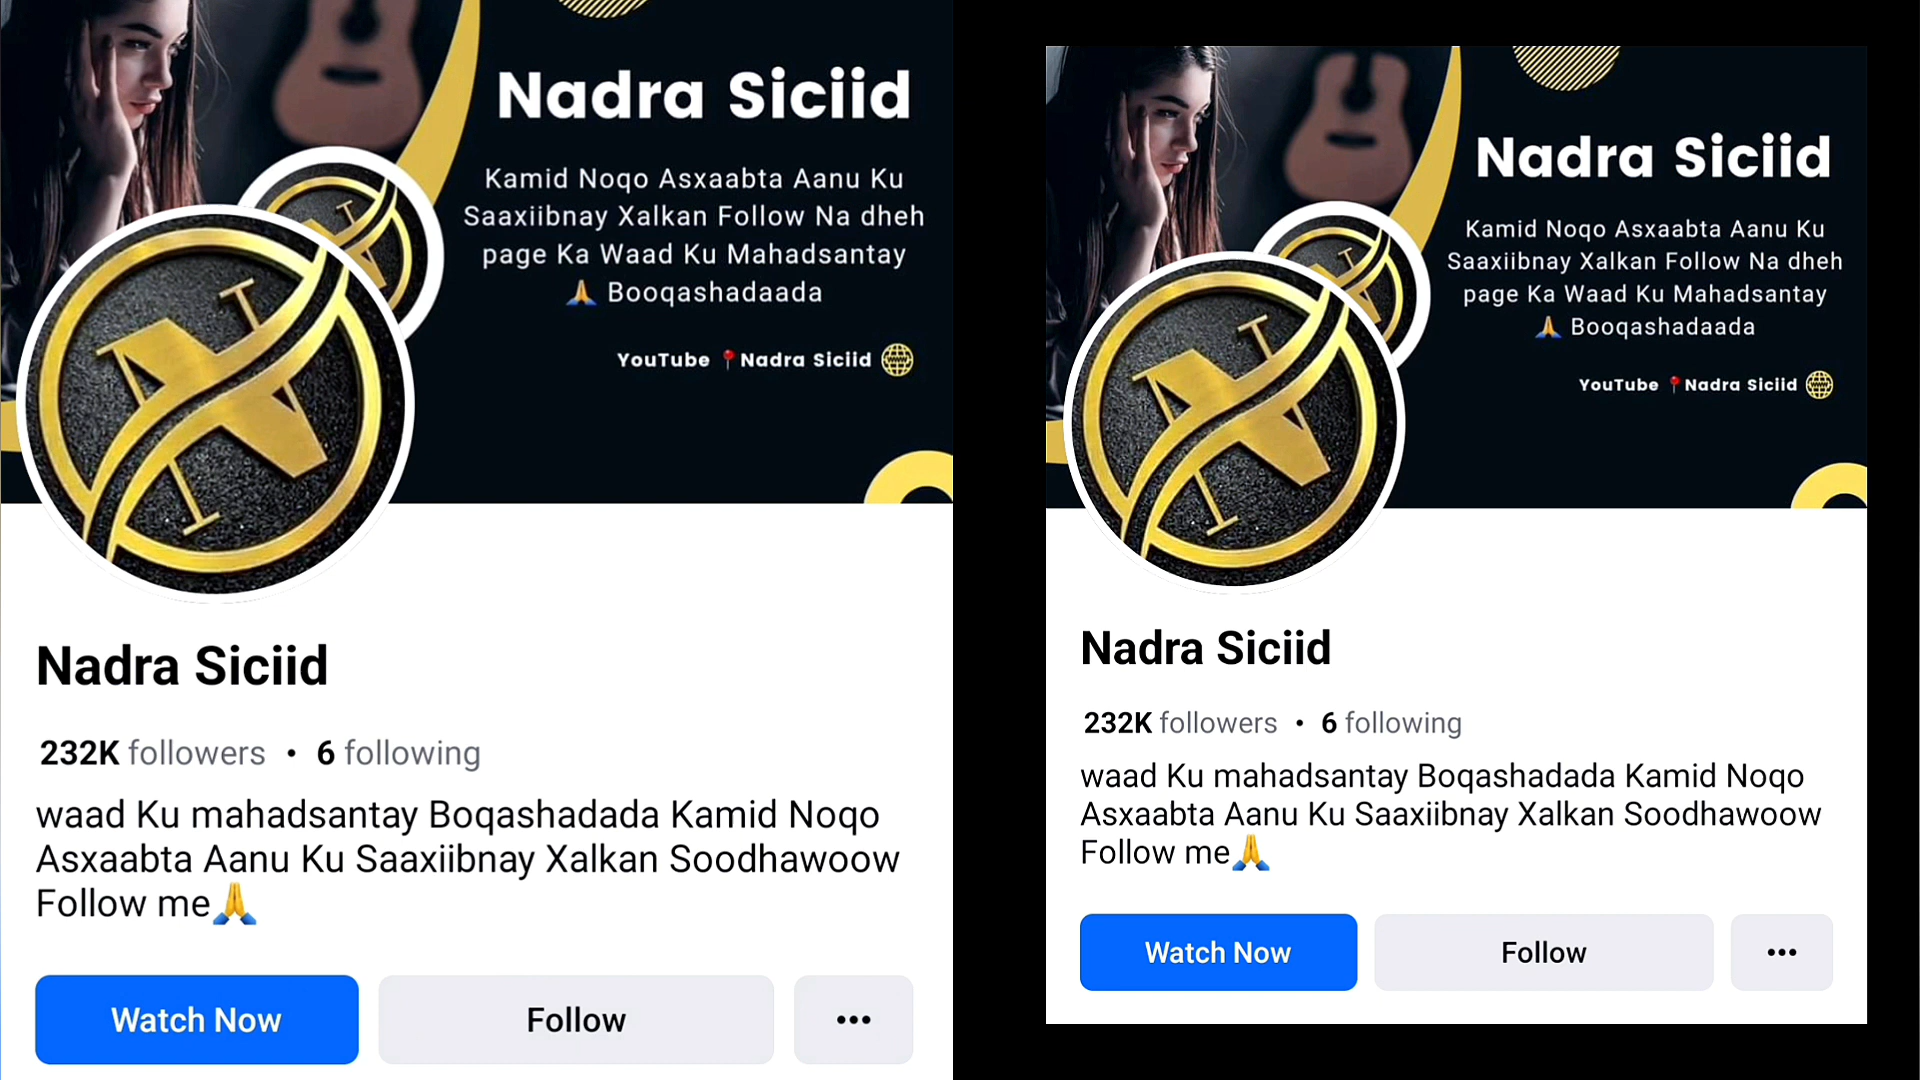 Nadra Siciid
Kamid Noqo Asxaabta Aanu Ku
Saaxiibnay Xalkan Follow Na dheh
page Ka Waad Ku Mahadsantay
🙏 Booqashadaada
YouTube 📍Nadra Siciid
Nadra Siciid
232K followers • 6 following
waad Ku mahadsantay Boqashadada Kamid Noqo
Asxaabta Aanu Ku Saaxiibnay Xalkan Soodhawoow
Follow me🙏
Watch Now
Follow
Nadra Siciid
Kamid Noqo Asxaabta Aanu Ku
Saaxiibnay Xalkan Follow Na dheh
page Ka Waad Ku Mahadsantay
🙏 Booqashadaada
YouTube 📍Nadra Siciid
Nadra Siciid
232K followers • 6 following
waad Ku mahadsantay Boqashadada Kamid Noqo
Asxaabta Aanu Ku Saaxiibnay Xalkan Soodhawoow
Follow me🙏
Watch Now
Follow